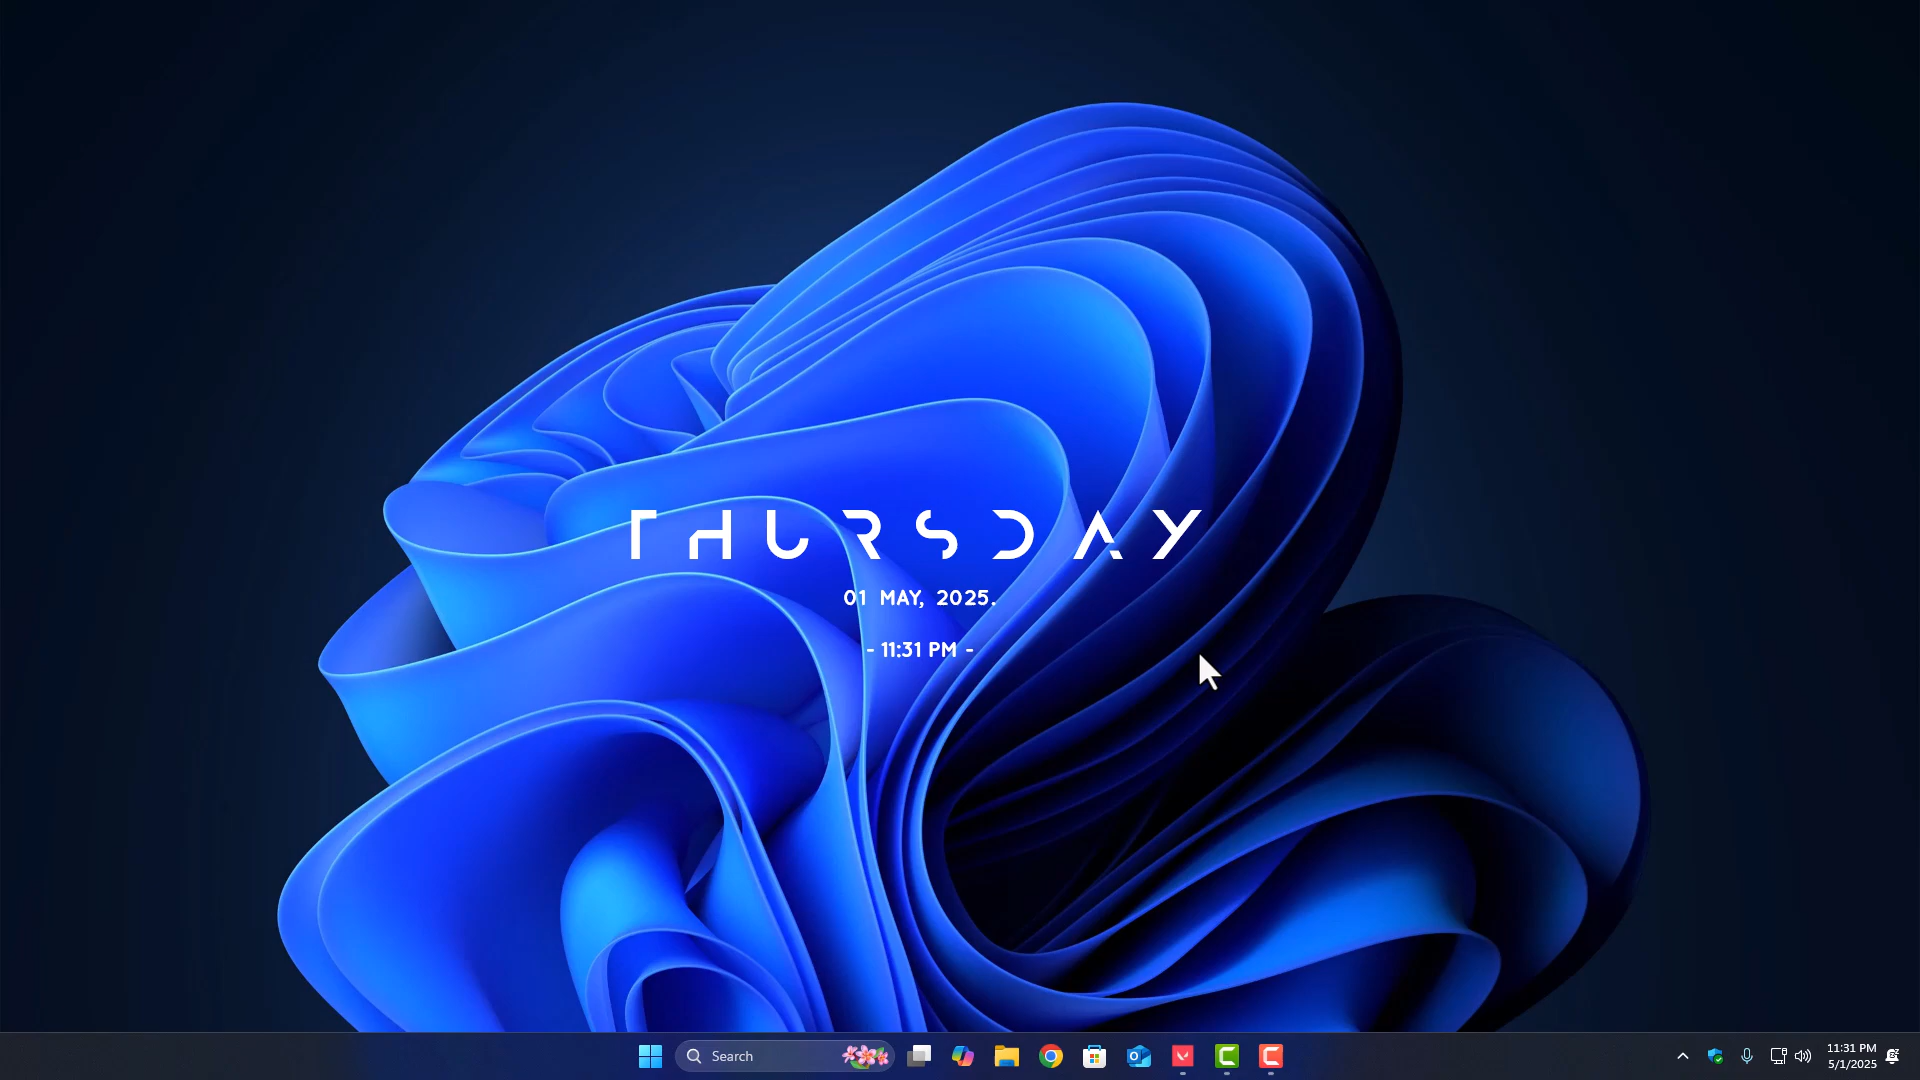 THURSDAY
01 MAY, 2025.
- 11:31 PM -
Search
11:31 PM
5/1/2025